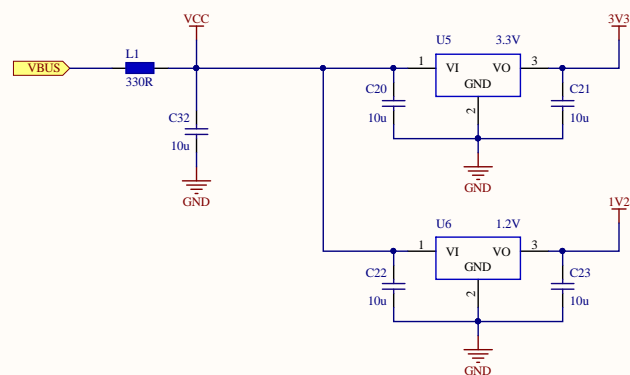 VCC
3V3
VBUS
L1
330R
U5 3.3V
1 VI VO 3
GND
2
C20
10u
C21
10u
C32
10u
GND
GND
1V2
U6 1.2V
1 VI VO 3
GND
2
C22
10u
C23
10u
GND